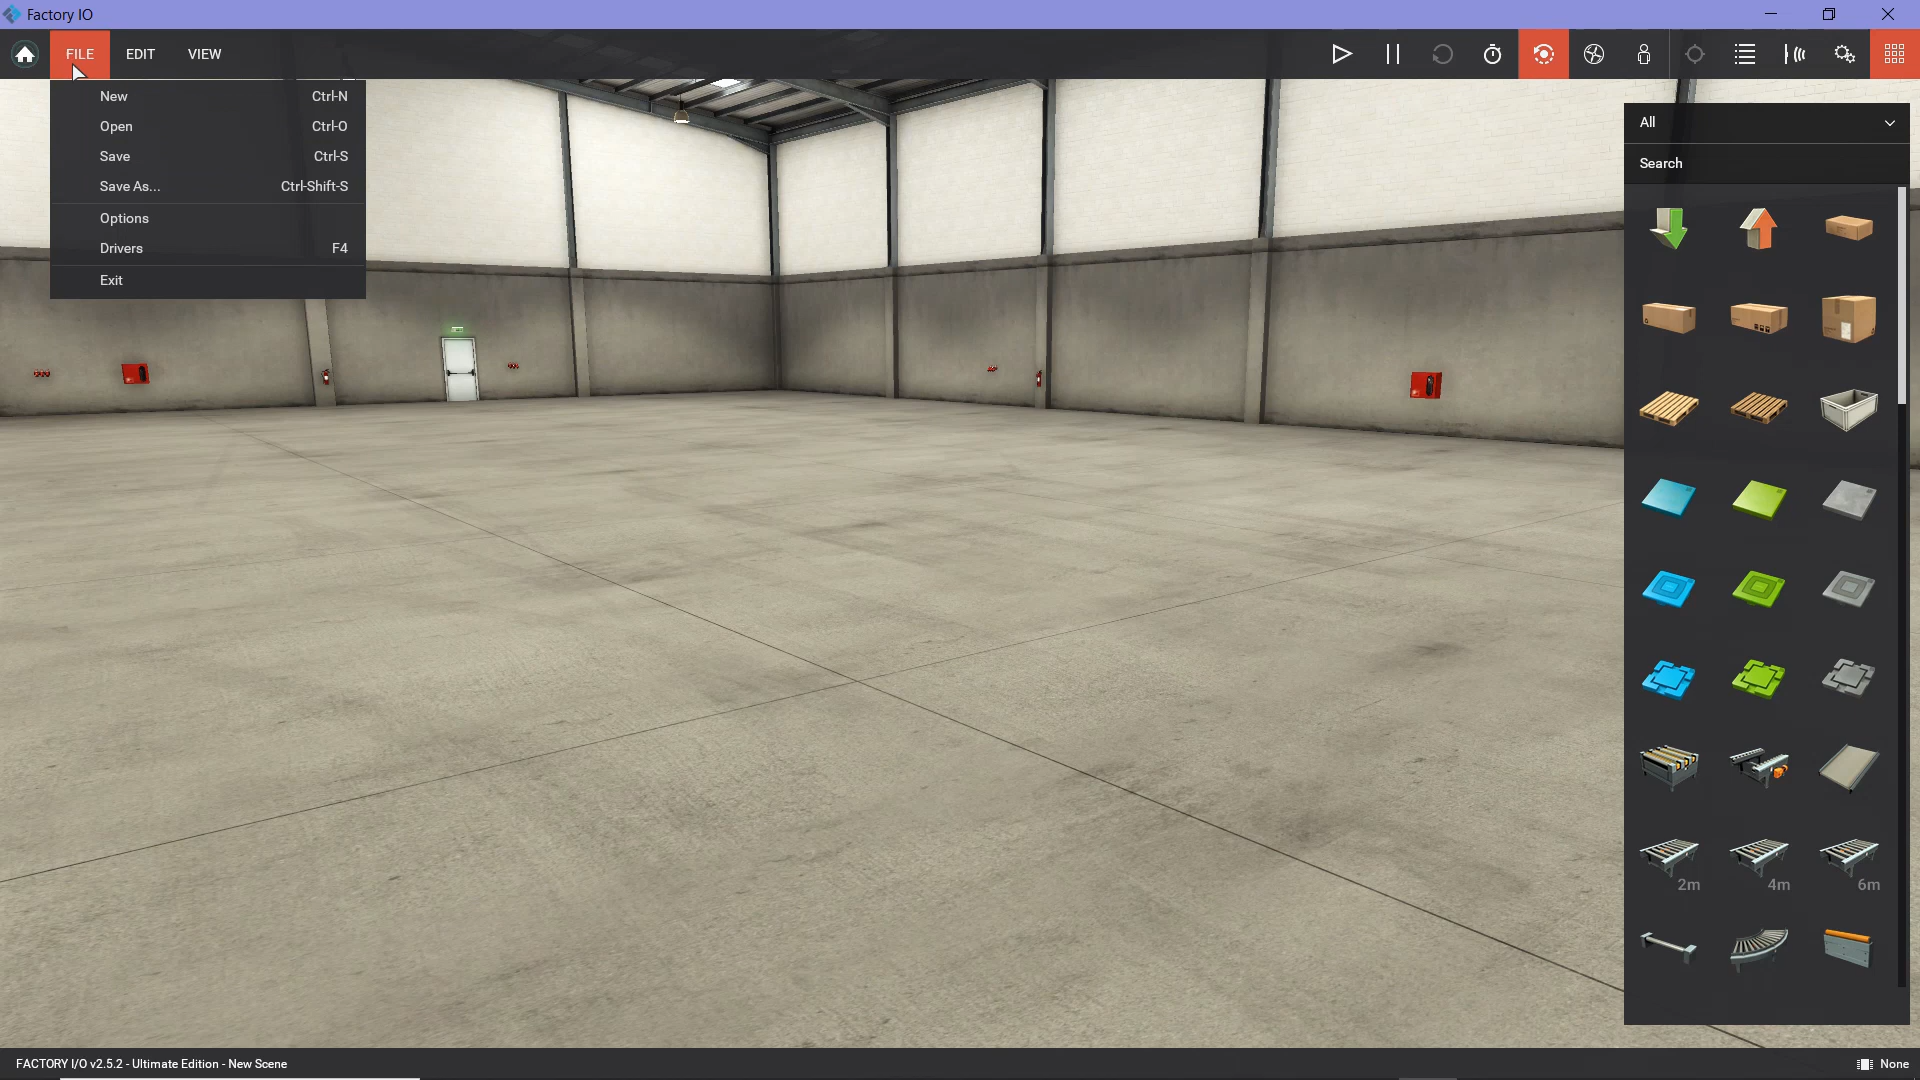 Factory IO
FILE EDIT VIEW
New Ctrl-N
Open Ctrl-O
Save Ctrl-S
Save As... Ctrl-Shift-S
Options
Drivers F4
Exit
All
Search
2m 4m 6m
FACTORY I/O v2.5.2 - Ultimate Edition - New Scene
None